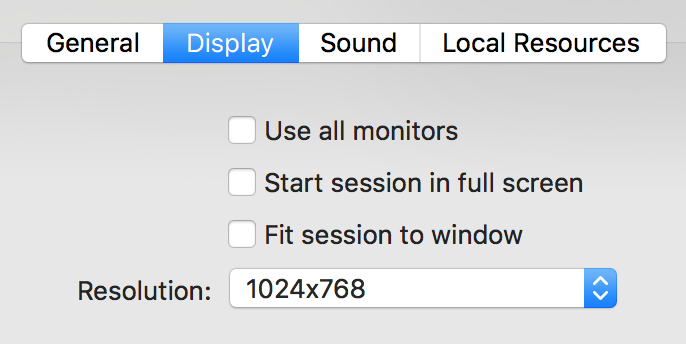 General Display Sound Local Resources
Use all monitors
Start session in full screen
Fit session to window
Resolution: 1024x768